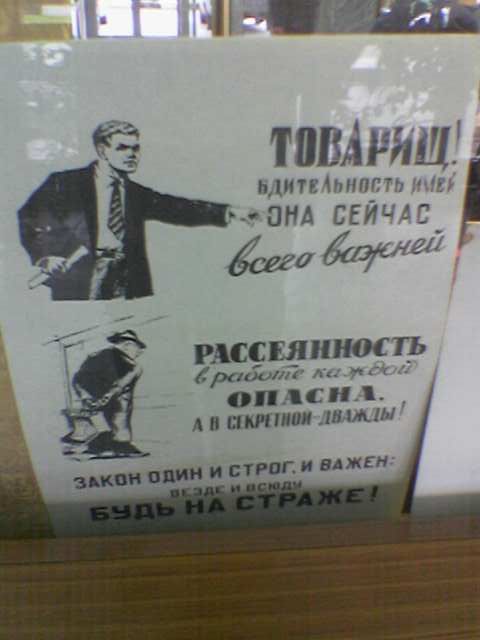 ТОВАРИЩ!
БДИТЕЛЬНОСТЬ ИМЕЙ
ОНА СЕЙЧАС
всего важней
РАССЕЯННОСТЬ
в работе каждой
ОПАСНА,
А В СЕКРЕТНОЙ-ДВАЖДЫ!
ЗАКОН ОДИН И СТРОГ, И ВАЖЕН:
ВЕЗДЕ И ВСЮДУ
БУДЬ НА СТРАЖЕ!